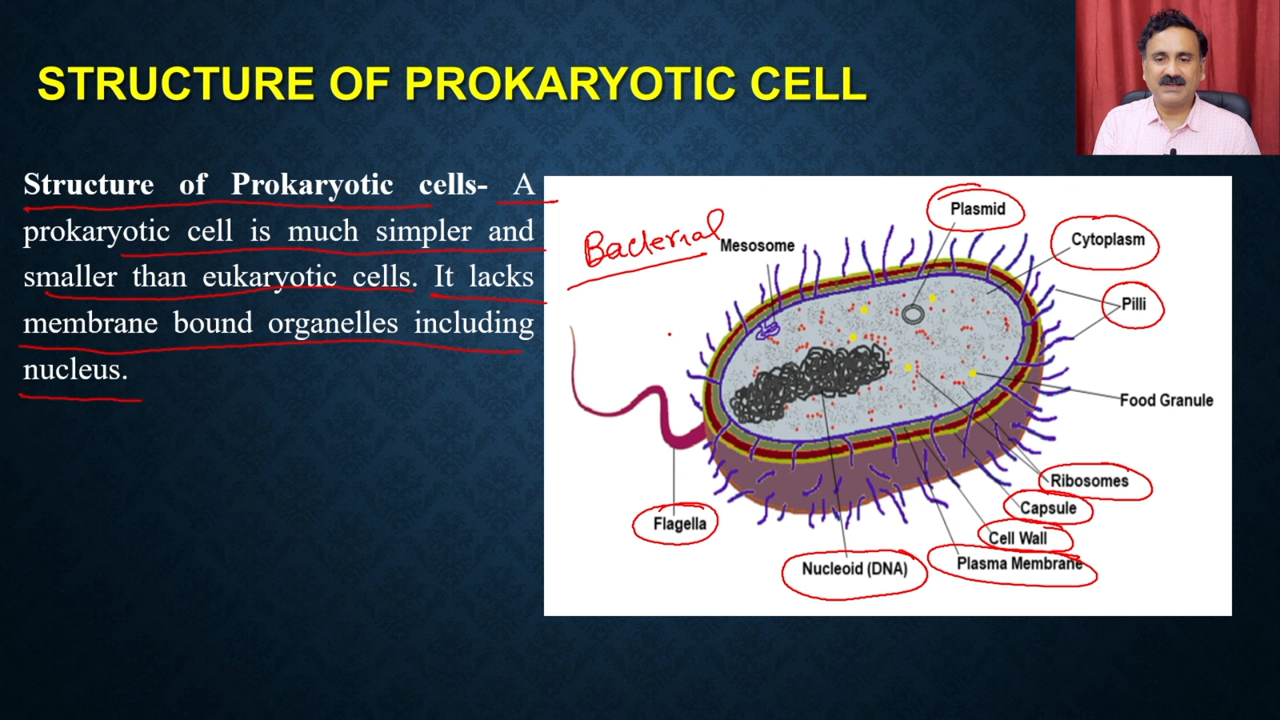 STRUCTURE OF PROKARYOTIC CELL
Structure of Prokaryotic cells- A
prokaryotic cell is much simpler and
smaller than eukaryotic cells. It lacks
membrane bound organelles including
nucleus.
Bacterial
Mesosome
Plasmid
Cytoplasm
Pilli
Food Granule
Ribosomes
Capsule
Cell Wall
Plasma Membrane
Nucleoid (DNA)
Flagella